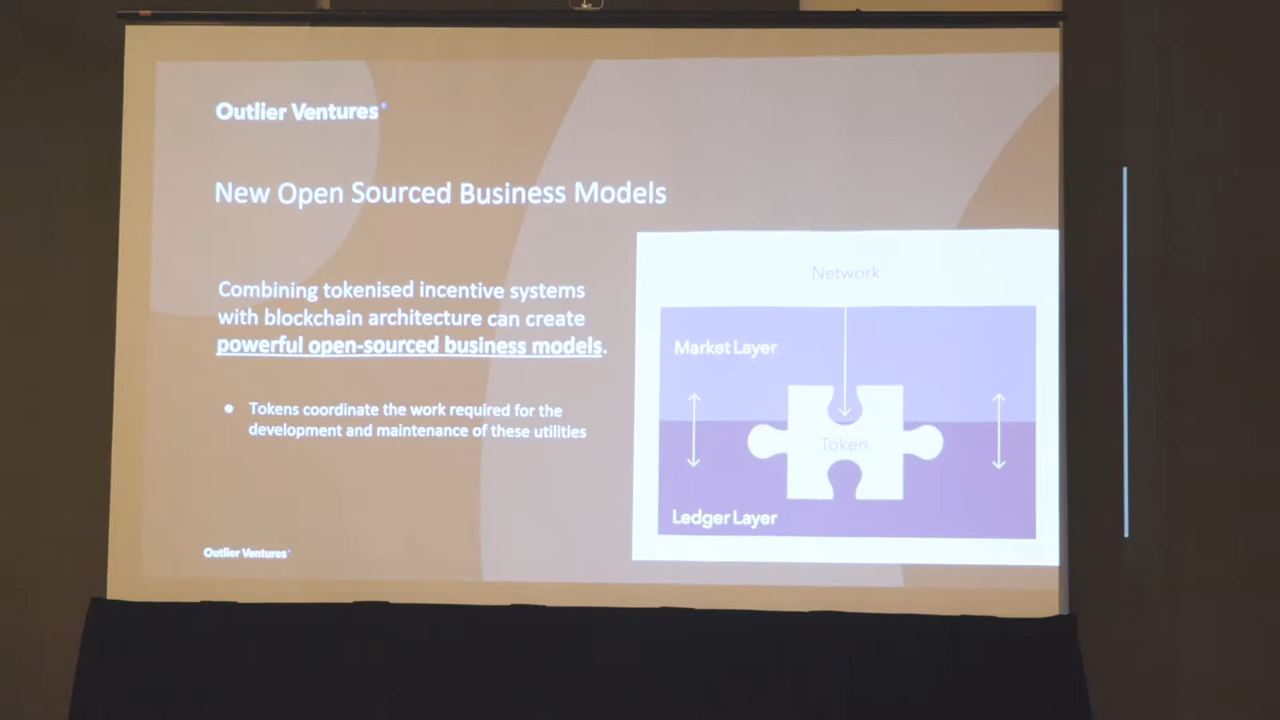 Outlier Ventures
New Open Sourced Business Models
Combining tokenised incentive systems
with blockchain architecture can create
powerful open-sourced business models.
Tokens coordinate the work required for the
development and maintenance of these utilities
Network
Market Layer
Token
Ledger Layer
Outlier Ventures